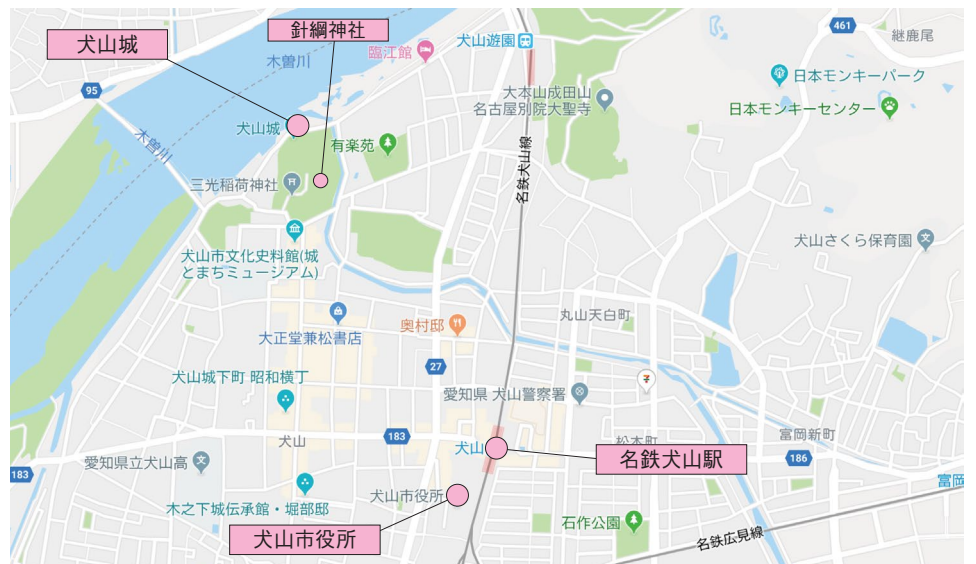 針綱神社
犬山城
461
継鹿尾
犬山遊園
臨江館
木曽川
日本モンキーパーク
95
大本山成田山
名古屋別院大聖寺
日本モンキーセンター
犬山城
木曽川
有楽苑
名鉄犬山線
三光稲荷神社
犬山さくら保育園
犬山市文化史料館(城
とまちミュージアム)
丸山天白町
大正堂兼松書店
奥村邸
27
犬山城下町 昭和横丁
愛知県 犬山警察署
183
犬山
犬山
松本町
富岡新町
名鉄犬山駅
186
愛知県立犬山高
183
富岡
犬山市役所
木之下城伝承館・堀部邸
石作公園
犬山市役所
名鉄広見線